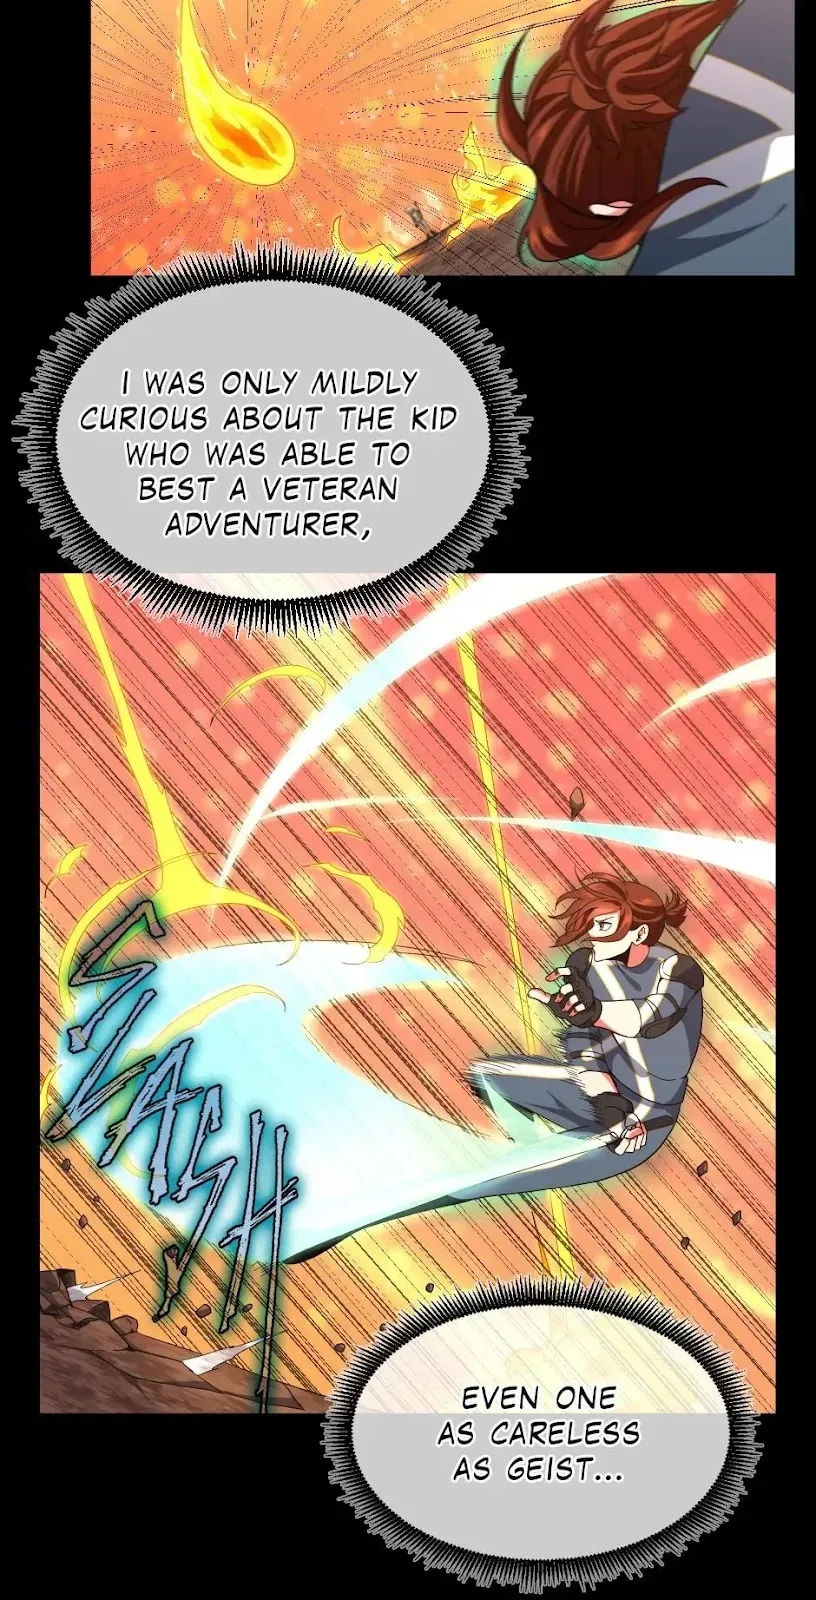 I WAS ONLY MILDLY
CURIOUS ABOUT THE KID
WHO WAS ABLE TO
BEST A VETERAN
ADVENTURER,
SLASH
EVEN ONE
AS CARELESS
AS GEIST...